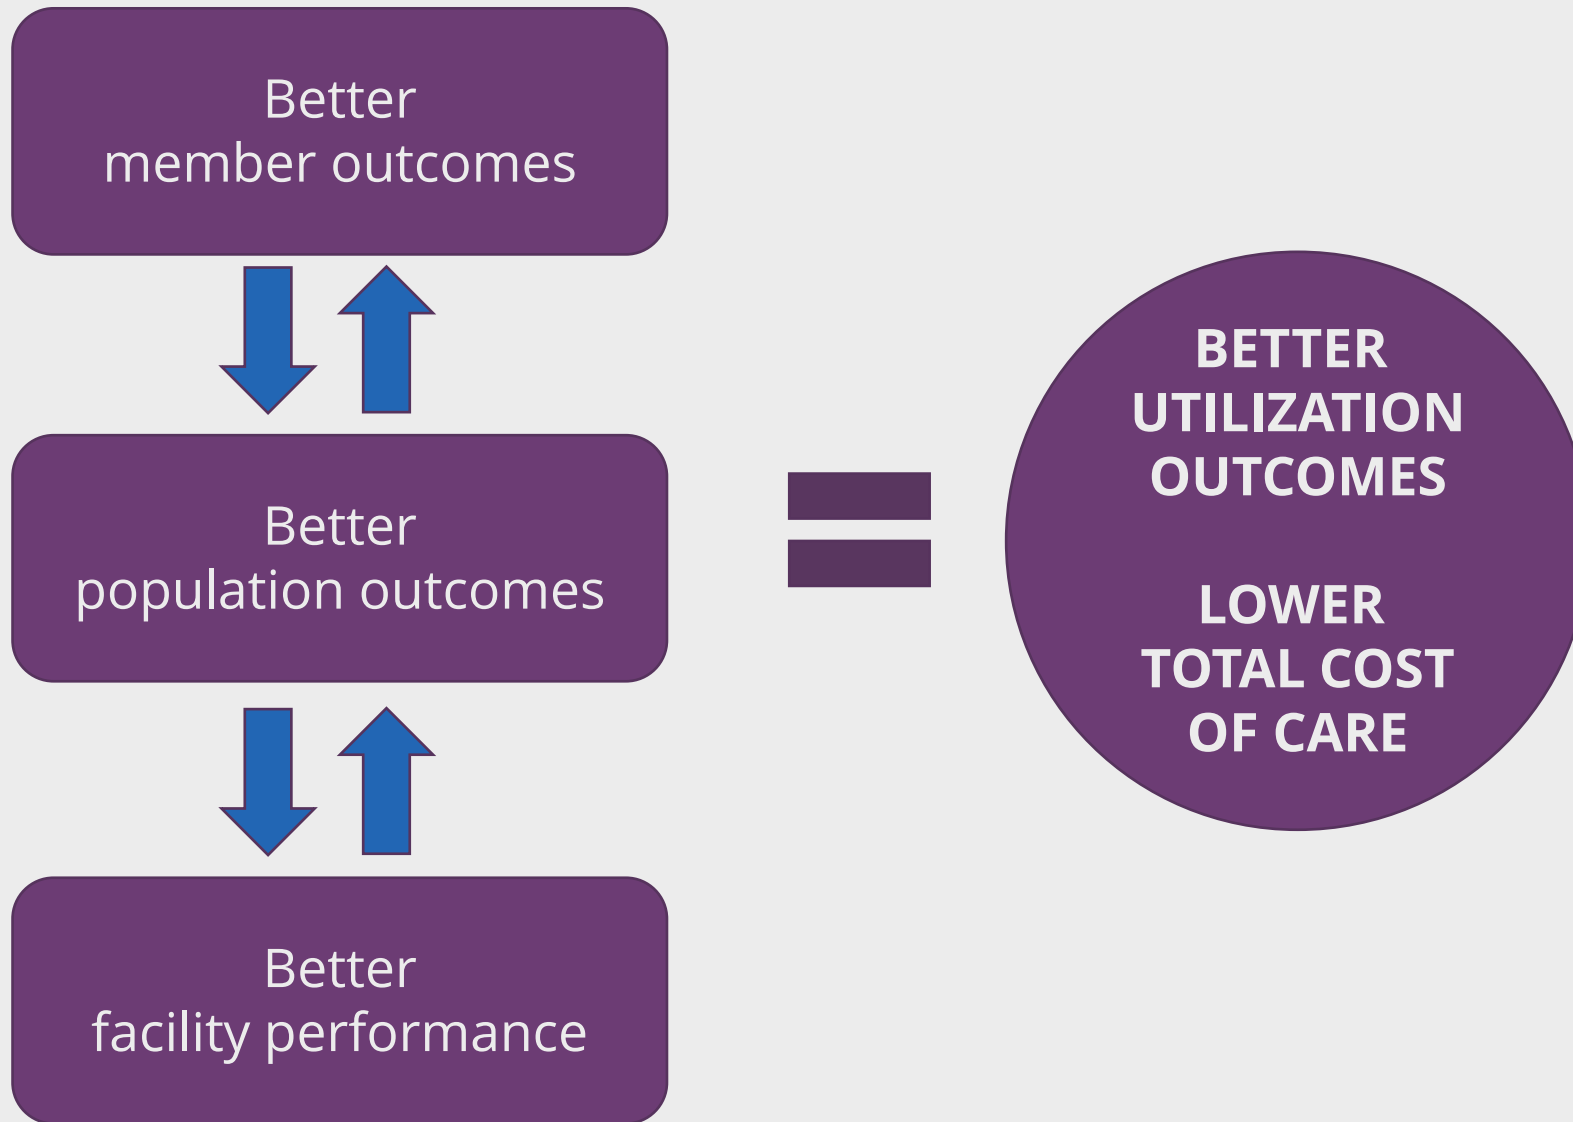 Better
member outcomes
Better
population outcomes
Better
facility performance
BETTER
UTILIZATION
OUTCOMES
LOWER
TOTAL COST
OF CARE